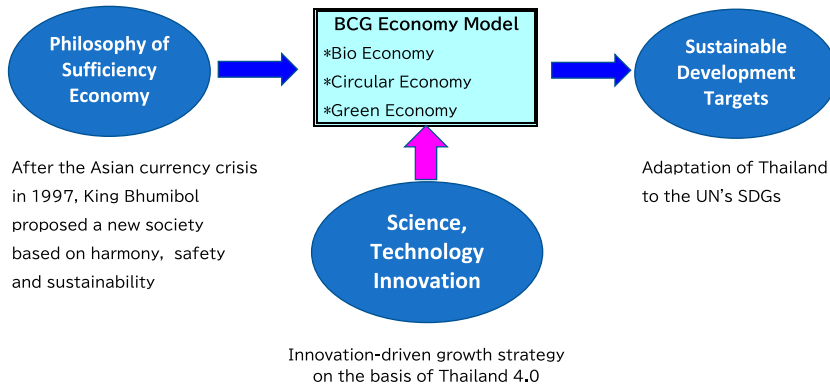 Philosophy of
Sufficiency
Economy
BCG Economy Model
*Bio Economy
*Circular Economy
*Green Economy
Sustainable
Development
Targets
After the Asian currency crisis
in 1997, King Bhumibol
proposed a new society
based on harmony, safety
and sustainability
Science,
Technology
Innovation
Adaptation of Thailand
to the UN's SDGs
Innovation-driven growth strategy
on the basis of Thailand 4.0